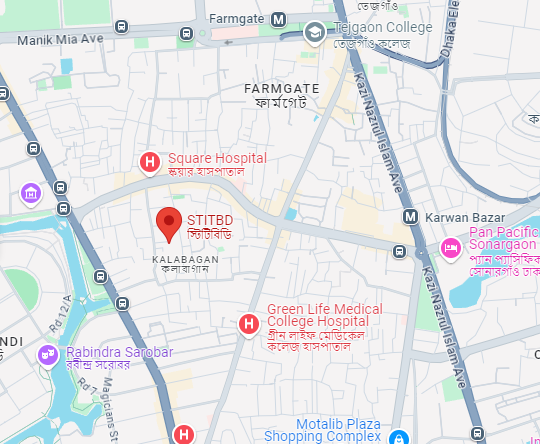 তেজগাঁও
Farmgate
Manik Mia Ave
Tejgaon College
তেজগাঁও কলেজ
Dhaka Ele
FARMGATE
ফার্মগেট
Kazi Nazrul Islam Ave
Square Hospital
স্কয়ার হাসপাতাল
STITBD
স্টিটিবিডি
Karwan Bazar
Pan Pacific
Sonargaon
প্যান প্যাসিফিক
সোনারগাঁও ঢাকা
KALABAGAN
কলাবাগান
Kazi Nazrul Islam Ave
Rd 12/A
Green Life Medical
College Hospital
গ্রীন লাইফ মেডিকেল
কলেজ হাসপাতাল
NDI
Rabindra Sarobar
রবীন্দ্র সরোবর
Rd 7
Magicians St
Motalib Plaza
Shopping Complex